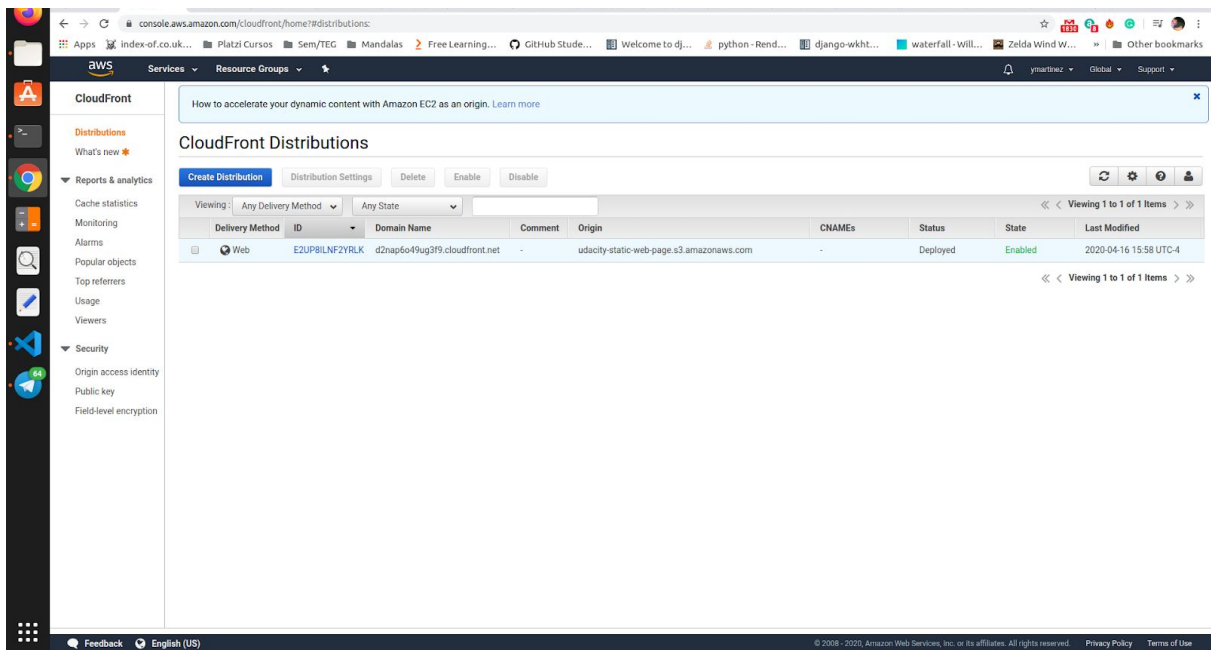 console.aws.amazon.com/cloudfront/home?#distributions:
Apps index-of.co.uk... Platzi Cursos Sem/TEG Mandalas Free Learning... GitHub Stude... Welcome to dj... python - Rend... django-wkht... waterfall - Will... Zelda Wind W... » Other bookmarks
aws Services Resource Groups ymartinez Global Support
CloudFront
Distributions
What's new
Reports & analytics
Cache statistics
Monitoring
Alarms
Popular objects
Top referrers
Usage
Viewers
Security
Origin access identity
Public key
Field-level encryption
How to accelerate your dynamic content with Amazon EC2 as an origin. Learn more
CloudFront Distributions
Create Distribution Distribution Settings Delete Enable Disable
Viewing : Any Delivery Method Any State Viewing 1 to 1 of 1 Items
Delivery Method ID Domain Name Comment Origin CNAMEs Status State Last Modified
Web E2UP8ILNF2YRLK d2nap6o49ug3f9.cloudfront.net - udacity-static-web-page.s3.amazonaws.com - Deployed Enabled 2020-04-16 15:58 UTC-4
Viewing 1 to 1 of 1 Items
64
Feedback English (US) © 2008 - 2020, Amazon Web Services, Inc. or its affiliates. All rights reserved. Privacy Policy Terms of Use